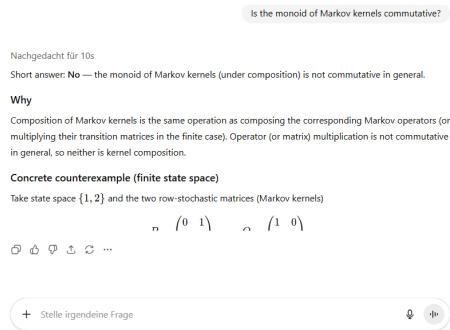 Is the monoid of Markov kernels commutative?
Nachgedacht für 10s
Short answer: No — the monoid of Markov kernels (under composition) is not commutative in general.
Why
Composition of Markov kernels is the same operation as composing the corresponding Markov operators (or
multiplying their transition matrices in the finite case). Operator (or matrix) multiplication is not commutative
in general, so neither is kernel composition.
Concrete counterexample (finite state space)
Take state space {1, 2} and the two row-stochastic matrices (Markov kernels)
(0 1) (1 0)
Stelle irgendeine Frage